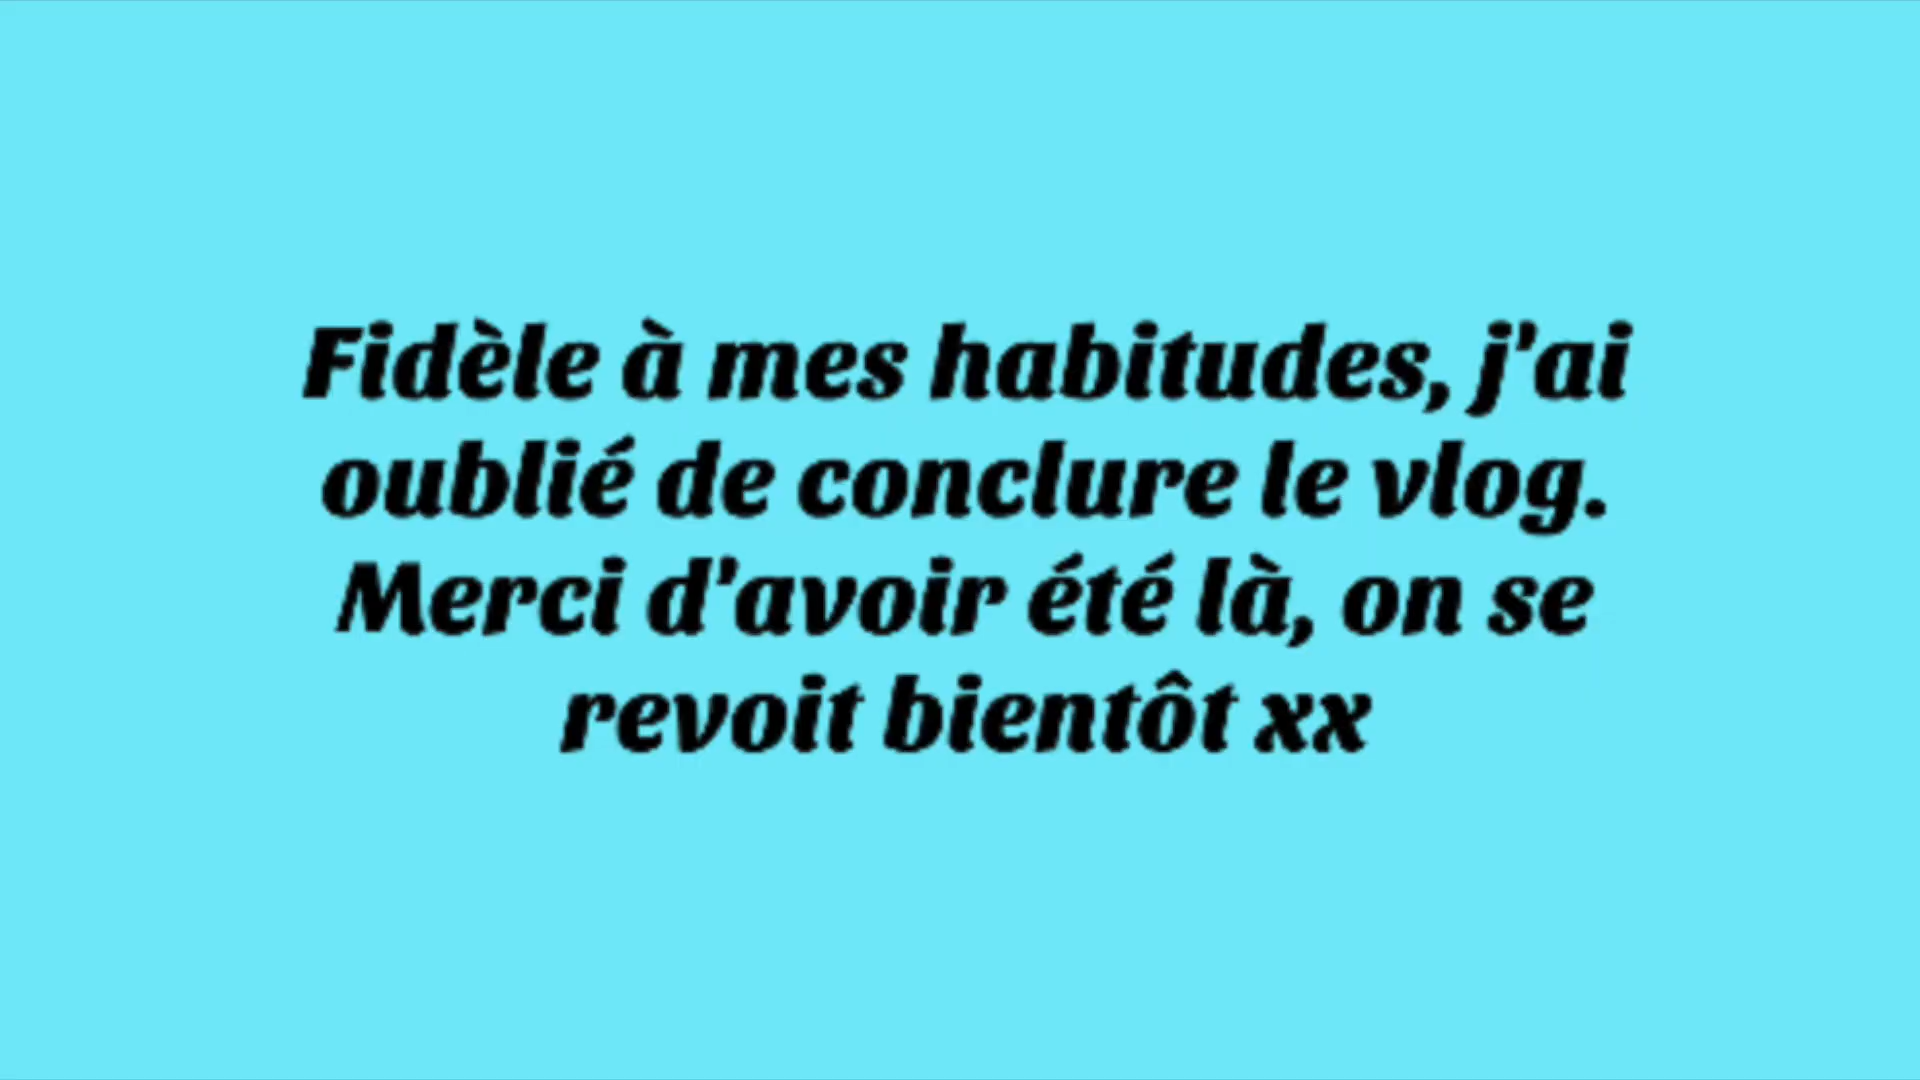 Fidèle à mes habitudes, j'ai
oublié de conclure le vlog.
Merci d'avoir été là, on se
revoit bientôt xx